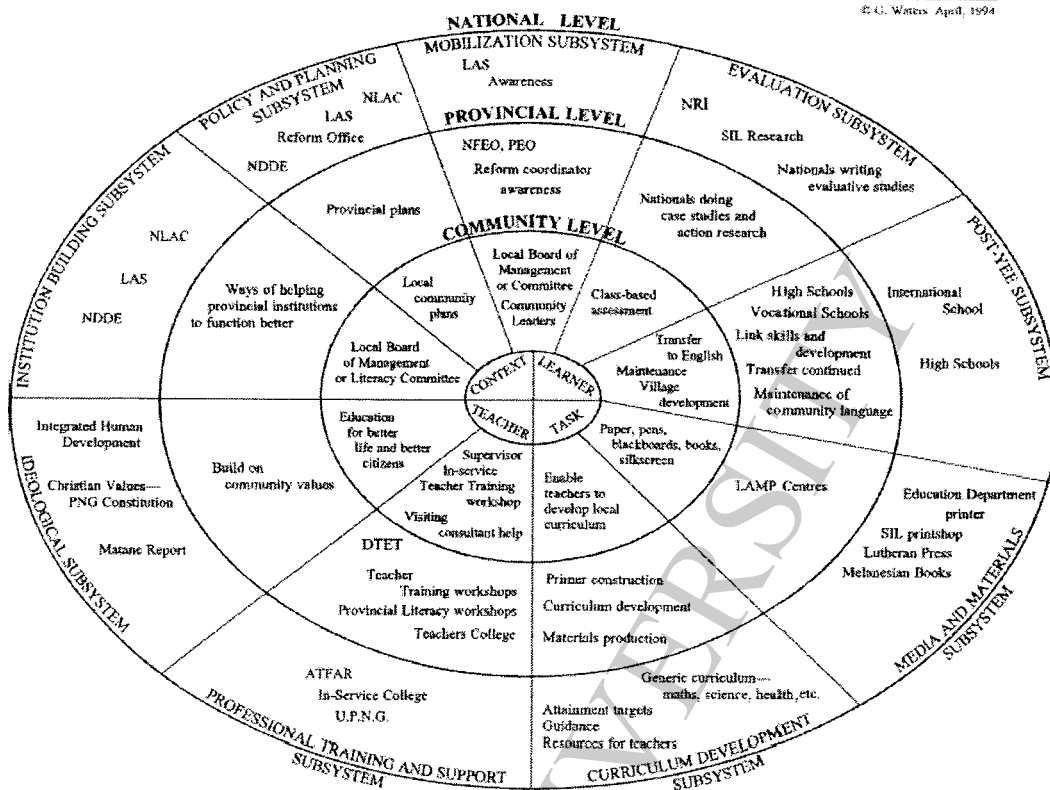 © G. Waters April, 1994
NATIONAL LEVEL
MOBILIZATION SUBSYSTEM
LAS
Awareness
POLICY AND PLANNING
SUBSYSTEM
NLAC
LAS
Reform Office
NDDE
EVALUATION SUBSYSTEM
NRI
SIL Research
Nationals writing
evaluative studies
PROVINCIAL LEVEL
NFEO, PEO
Reform coordinator
awareness
Provincial plans
Nationals doing
case studies and
action research
INSTITUTION BUILDING SUBSYSTEM
NLAC
LAS
NDDE
Ways of helping
provincial institutions
to function better
COMMUNITY LEVEL
Local Board of
Management
or Committee
Community
Leaders
Local
community
plans
Class-based
assessment
Local Board
of Management
or Literacy Committee
POST-YEE SUBSYSTEM
International
School
High Schools
High Schools
Vocational Schools
Link skills and
development
Transfer continued
Maintenance of
community language
Transfer
to English
Maintenance
Village
development
CONTEXT
LEARNER
TEACHER
TASK
IDEOLOGICAL SUBSYSTEM
Integrated Human
Development
Christian Values—
PNG Constitution
Matane Report
Build on
community values
Education
for better
life and better
citizens
Supervisor
In-service
Teacher Training
workshop
Visiting
consultant help
Paper, pens,
blackboards, books,
silkscreen
Enable
teachers to
develop local
curriculum
LAMP Centres
Education Department
printer
SIL printshop
Lutheran Press
Melanesian Books
MEDIA AND MATERIALS
SUBSYSTEM
DTET
Teacher
Training workshops
Provincial Literacy workshops
Teachers College
Primer construction
Curriculum development
Materials production
ATFAR
In-Service College
U.P.N.G.
Generic curriculum—
maths, science, health, etc.
Attainment targets
Guidance
Resources for teachers
PROFESSIONAL TRAINING AND SUPPORT
SUBSYSTEM
CURRICULUM DEVELOPMENT
SUBSYSTEM
VERSITY